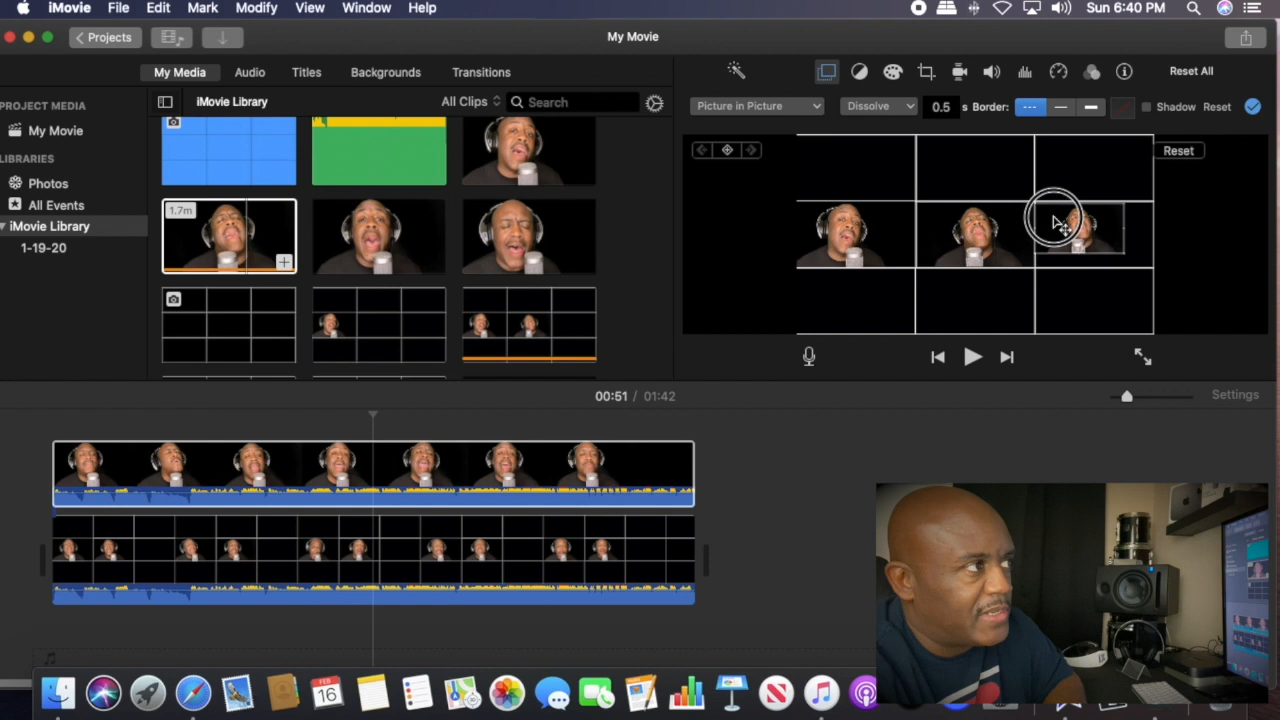 iMovie File Edit Mark Modify View Window Help Sun 6:40 PM
Projects My Movie
My Media Audio Titles Backgrounds Transitions Reset All
PROJECT MEDIA iMovie Library All Clips Search Picture in Picture Dissolve 0.5 s Border: Shadow Reset
My Movie
LIBRARIES
Photos
All Events
iMovie Library
1-19-20
1.7m
Reset
00:51 / 01:42 Settings
FEB
16